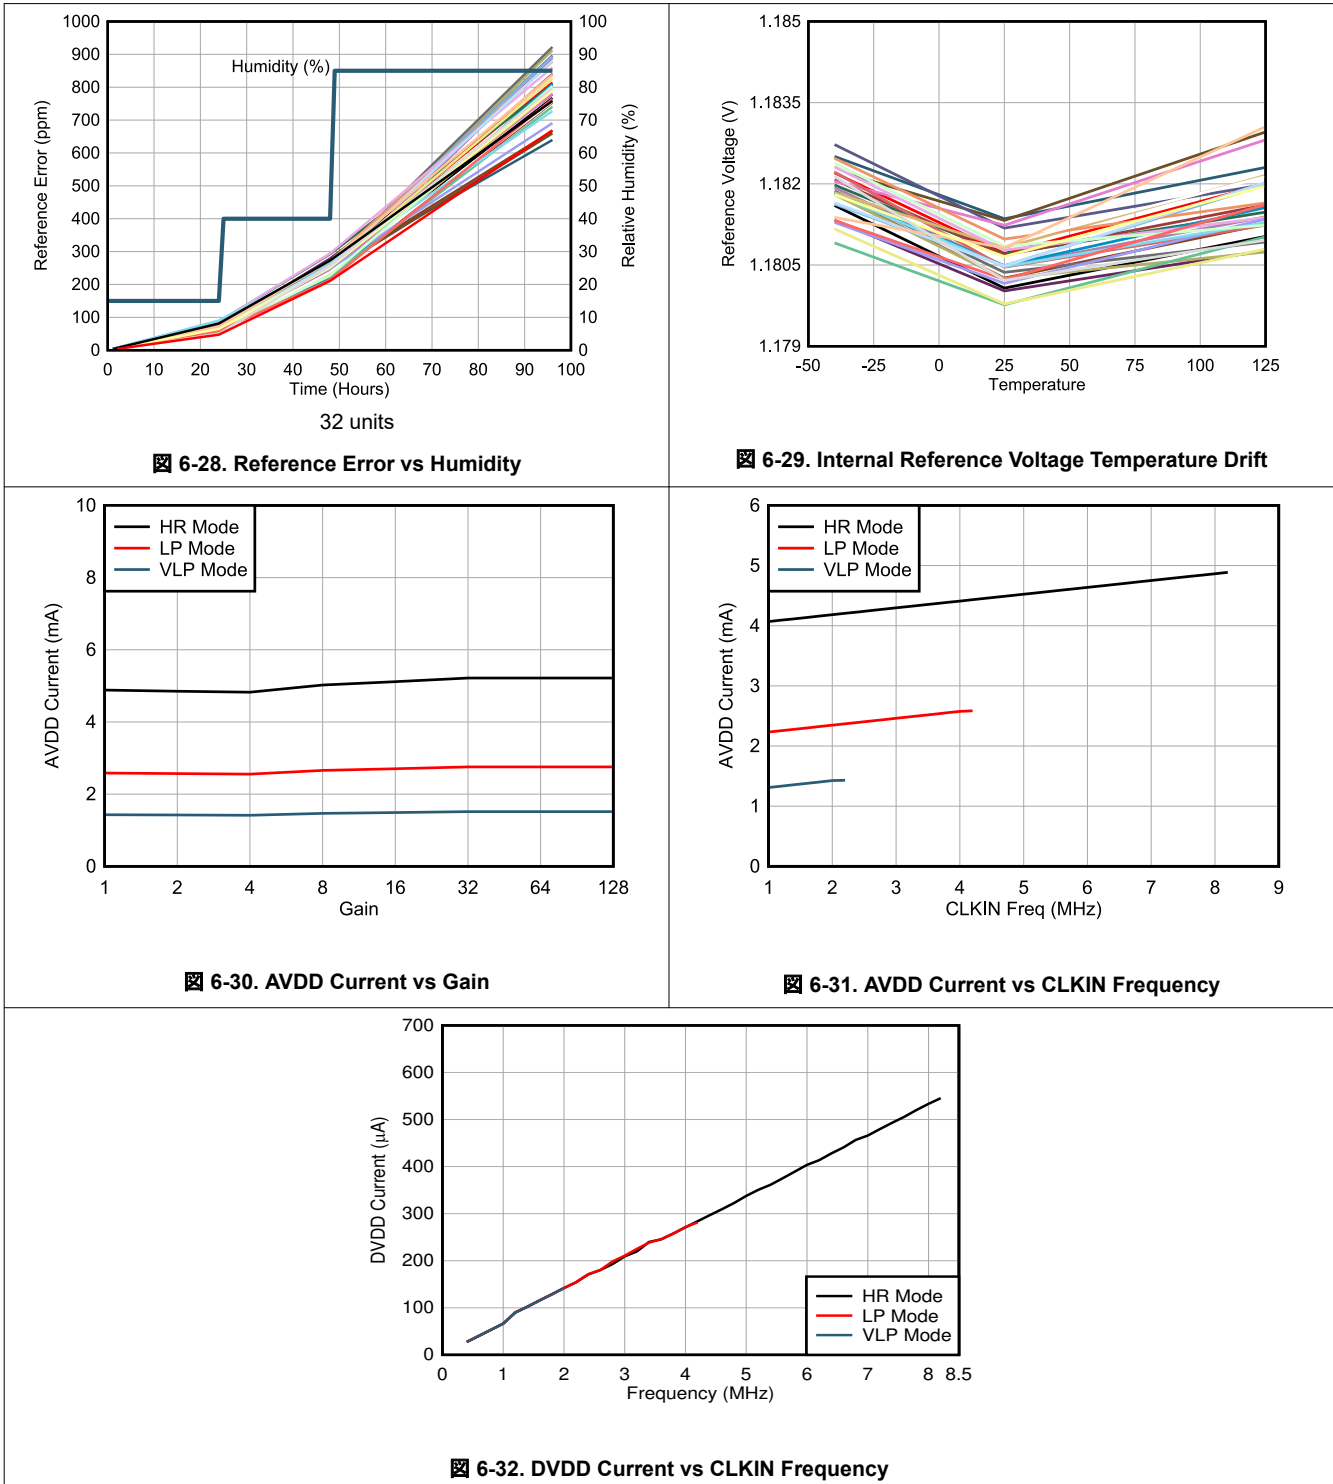 1000
900
800
700
600
500
400
300
200
100
0
Reference Error (ppm)
Humidity (%)
100
90
80
70
60
50
40
30
20
10
0
Relative Humidity (%)
0 10 20 30 40 50 60 70 80 90 100
Time (Hours)
32 units
図 6-28. Reference Error vs Humidity
1.185
1.1835
1.182
1.1805
1.179
Reference Voltage (V)
-50 -25 0 25 50 75 100 125
Temperature
図 6-29. Internal Reference Voltage Temperature Drift
10
8
6
4
2
0
AVDD Current (mA)
HR Mode
LP Mode
VLP Mode
1 2 4 8 16 32 64 128
Gain
図 6-30. AVDD Current vs Gain
6
5
4
3
2
1
0
AVDD Current (mA)
HR Mode
LP Mode
VLP Mode
1 2 3 4 5 6 7 8 9
CLKIN Freq (MHz)
図 6-31. AVDD Current vs CLKIN Frequency
700
600
500
400
300
200
100
0
DVDD Current (μA)
HR Mode
LP Mode
VLP Mode
0 1 2 3 4 5 6 7 8 8.5
Frequency (MHz)
図 6-32. DVDD Current vs CLKIN Frequency